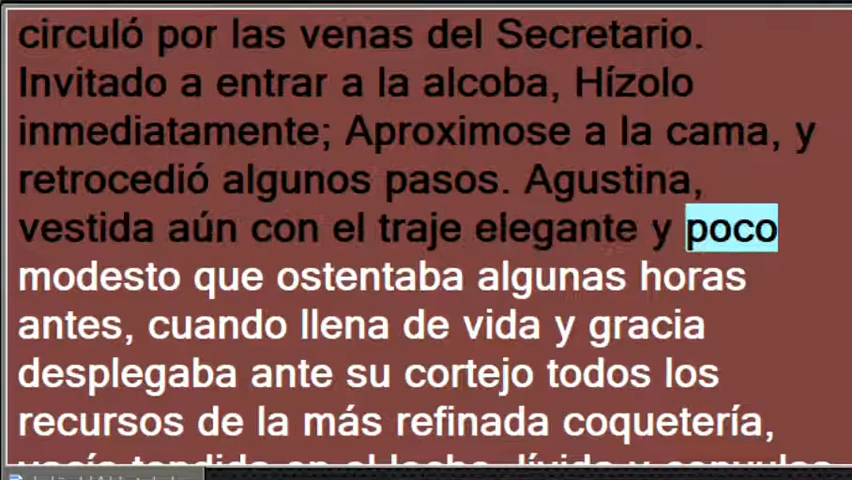 circuló por las venas del Secretario.
Invitado a entrar a la alcoba, Hízolo
inmediatamente; Aproximose a la cama, y
retrocedió algunos pasos. Agustina,
vestida aún con el traje elegante y poco
modesto que ostentaba algunas horas
antes, cuando llena de vida y gracia
desplegaba ante su cortejo todos los
recursos de la más refinada coquetería,